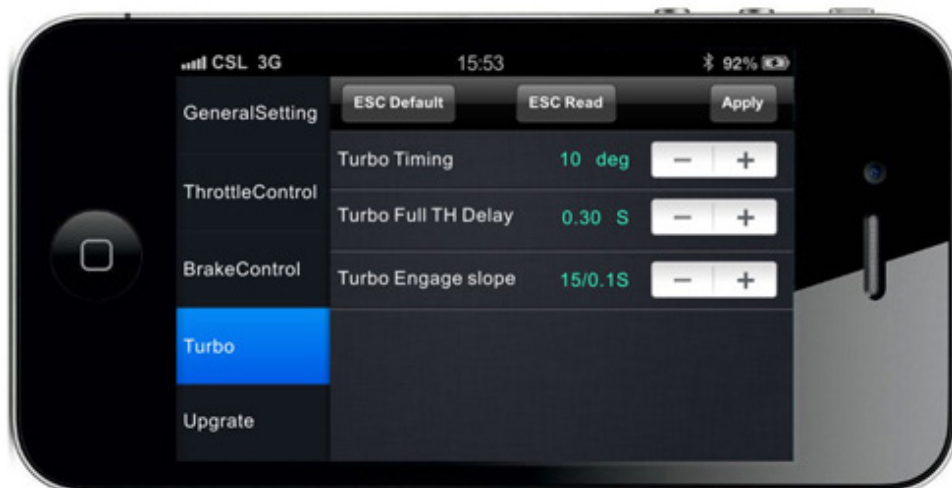 CSL 3G 15:53 92%
GeneralSetting
ThrottleControl
BrakeControl
Turbo
Upgrate
ESC Default ESC Read Apply
Turbo Timing 10 deg − +
Turbo Full TH Delay 0.30 S − +
Turbo Engage slope 15/0.1S − +